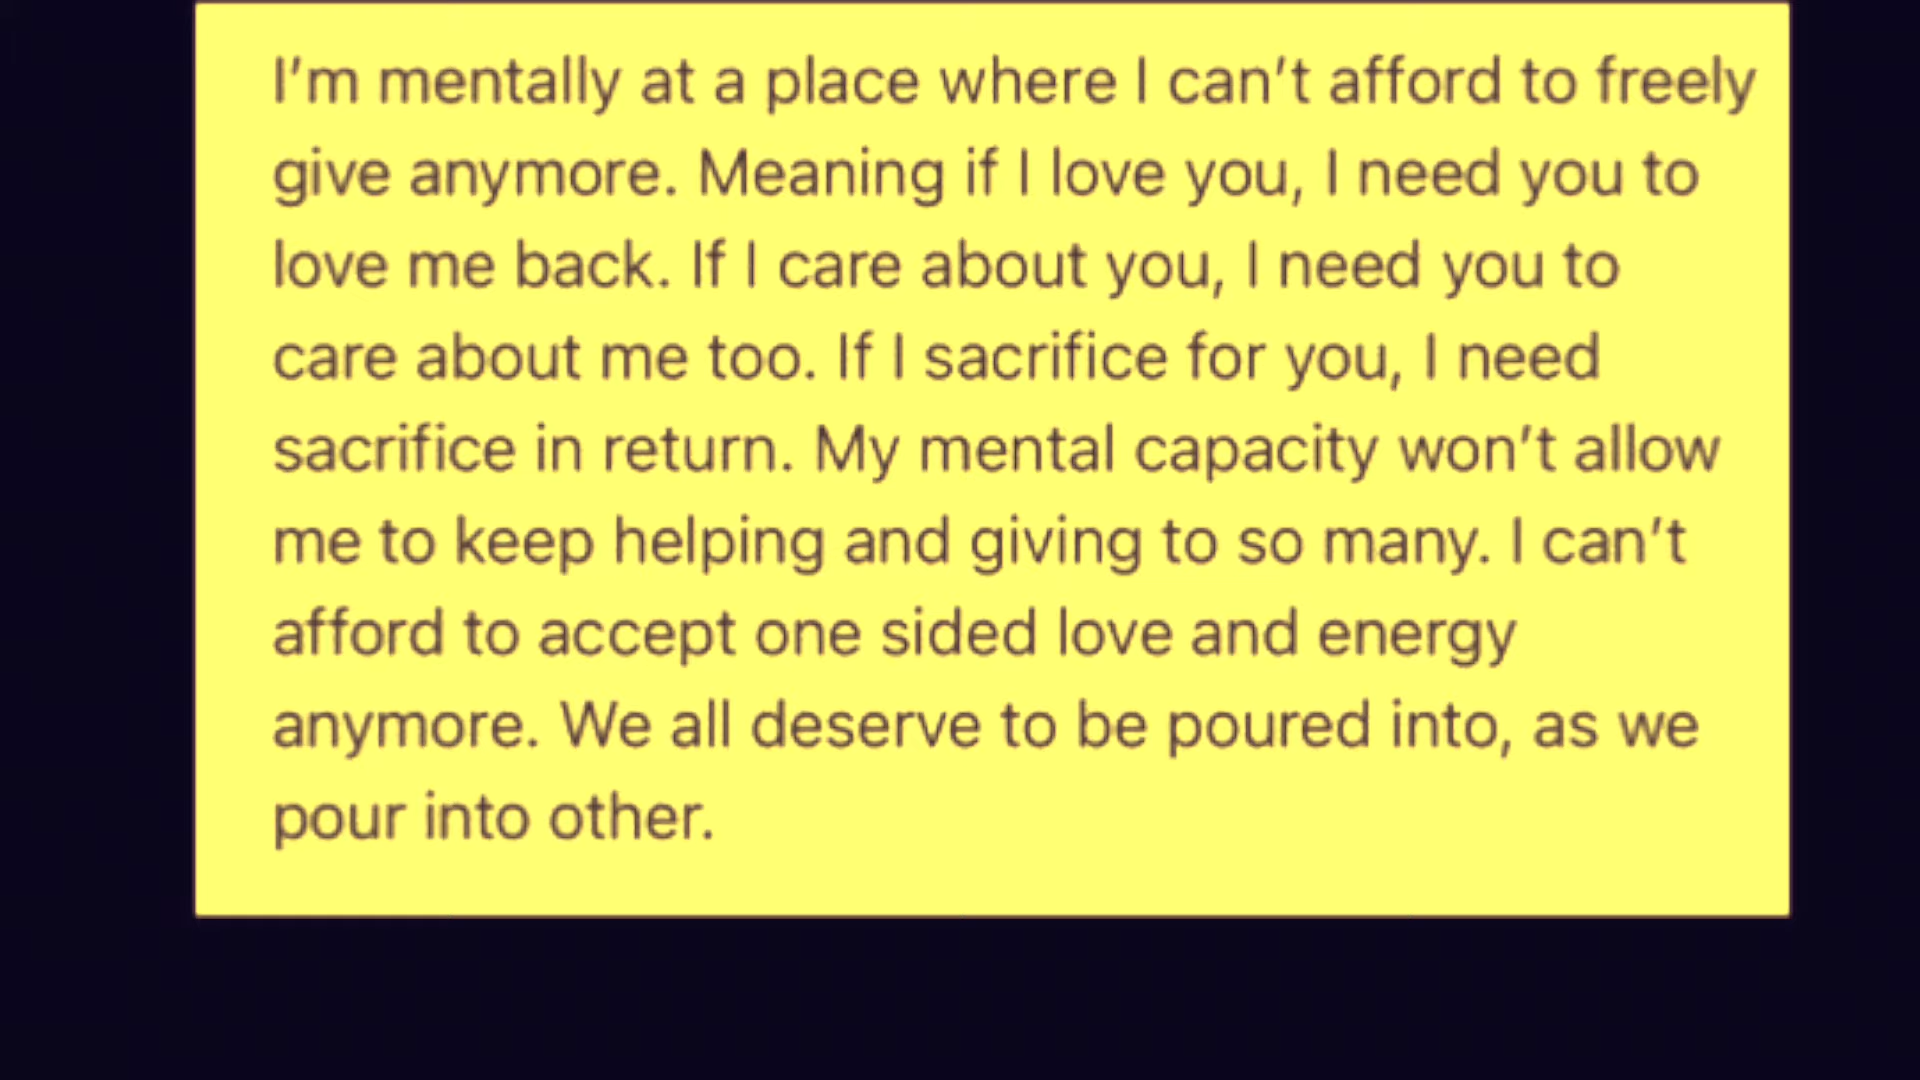 I’m mentally at a place where I can’t afford to freely
give anymore. Meaning if I love you, I need you to
love me back. If I care about you, I need you to
care about me too. If I sacrifice for you, I need
sacrifice in return. My mental capacity won’t allow
me to keep helping and giving to so many. I can’t
afford to accept one sided love and energy
anymore. We all deserve to be poured into, as we
pour into other.